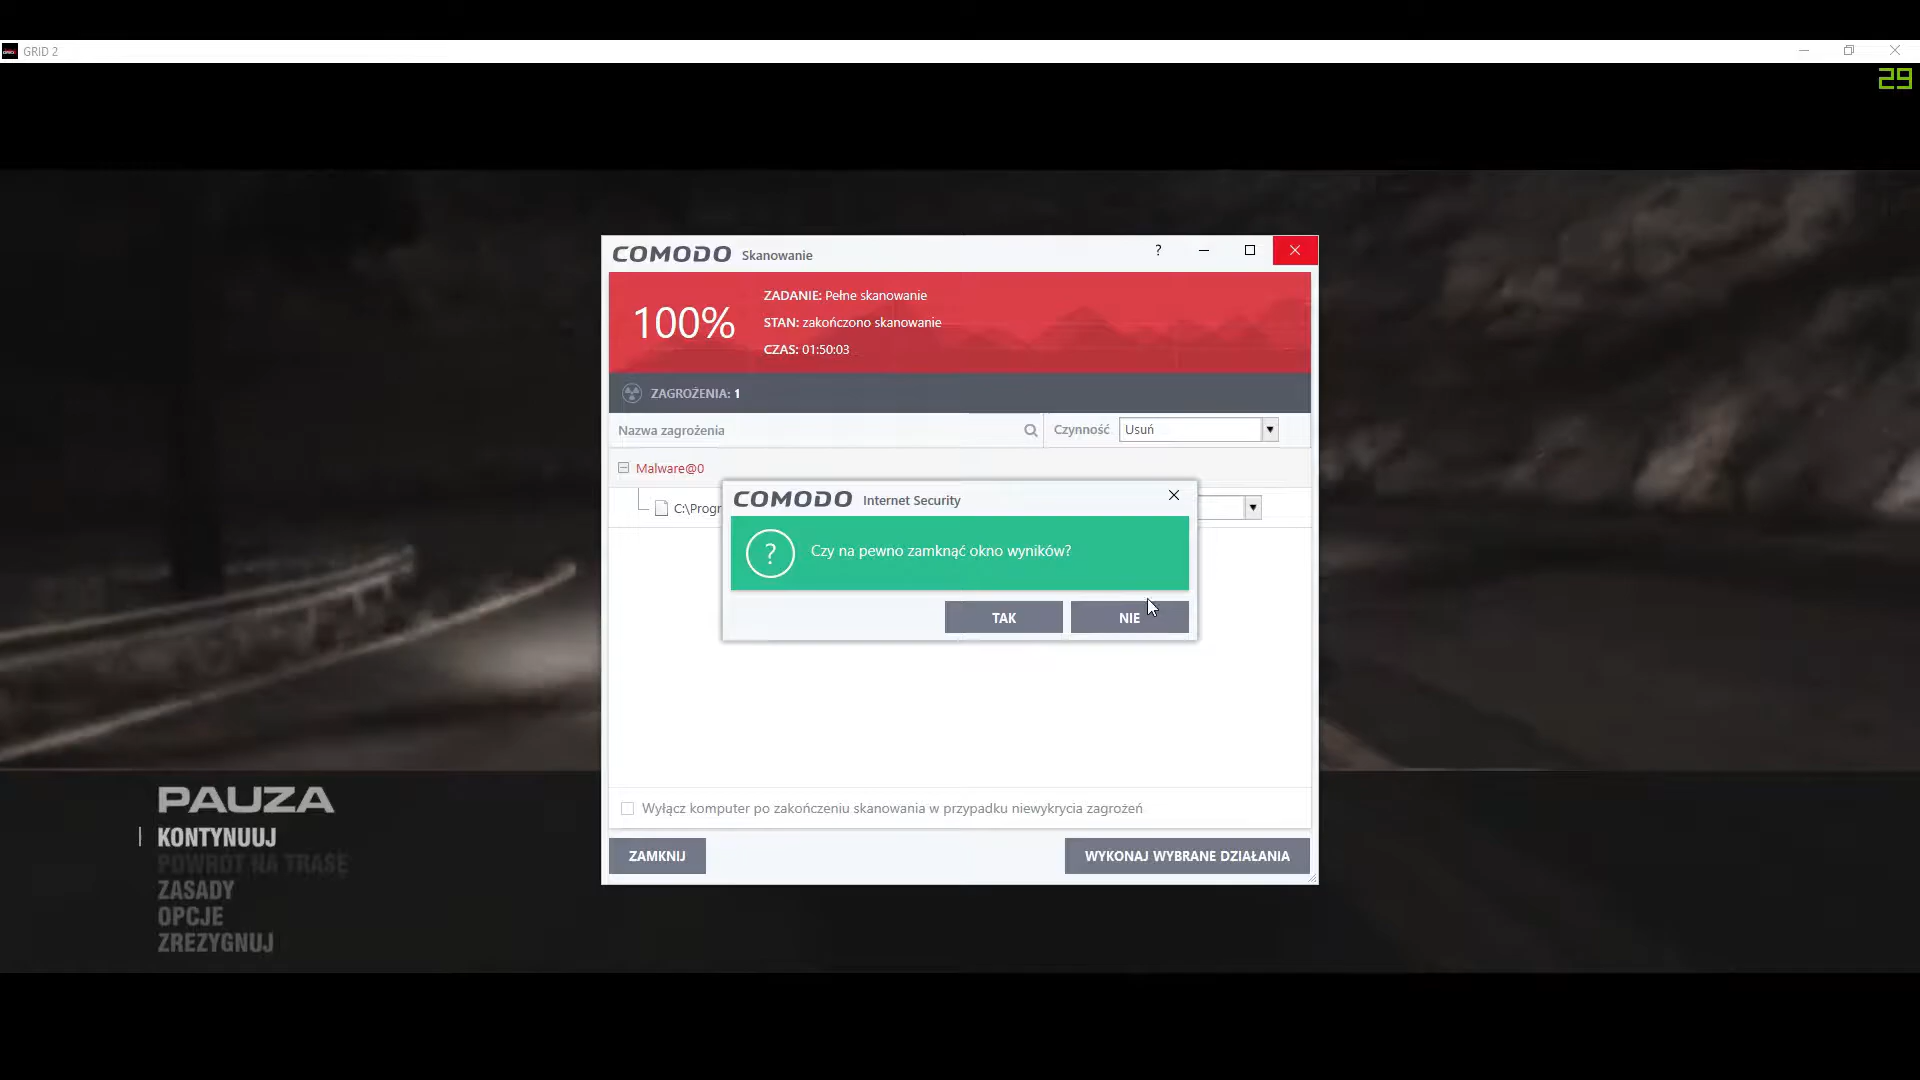 GRID 2
29
COMODO Skanowanie
?
100%
ZADANIE: Pełne skanowanie
STAN: zakończono skanowanie
CZAS: 01:50:03
ZAGROŻENIA: 1
Nazwa zagrożenia
Czynność
Usuń
Malware@0
C:\Progr
COMODO Internet Security
?
Czy na pewno zamknąć okno wyników?
TAK
NIE
Wyłącz komputer po zakończeniu skanowania w przypadku niewykrycia zagrożeń
ZAMKNIJ
WYKONAJ WYBRANE DZIAŁANIA
PAUZA
KONTYNUUJ
POWRÓT NA TRASĘ
ZASADY
OPCJE
ZREZYGNUJ